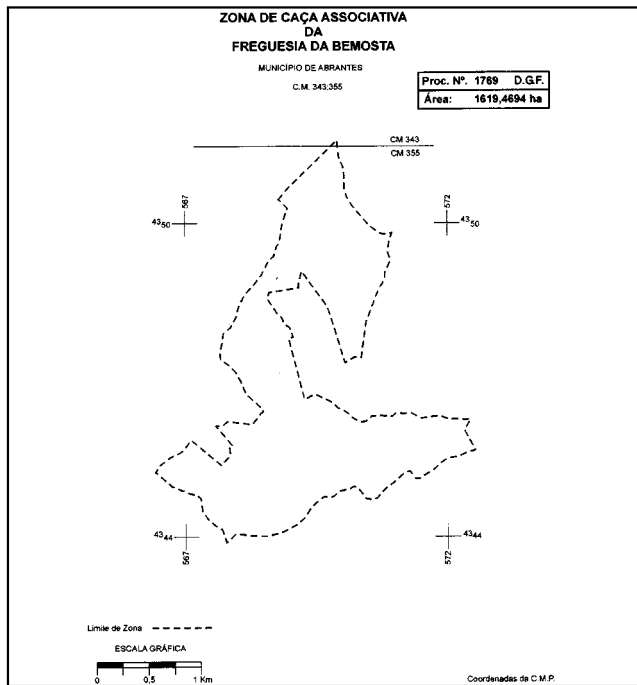 ZONA DE CAÇA ASSOCIATIVA
DA
FREGUESIA DA BEMOSTA
MUNICÍPIO DE ABRANTES
C.M. 343;355
Proc. Nº. 1769 D.G.F.
Área: 1619,4694 ha
CM 343
CM 355
567
572
4350
4350
4344
4344
567
572
Limite de Zona
ESCALA GRÁFICA
0 0,5 1 Km
Coordenadas da C.M.P.